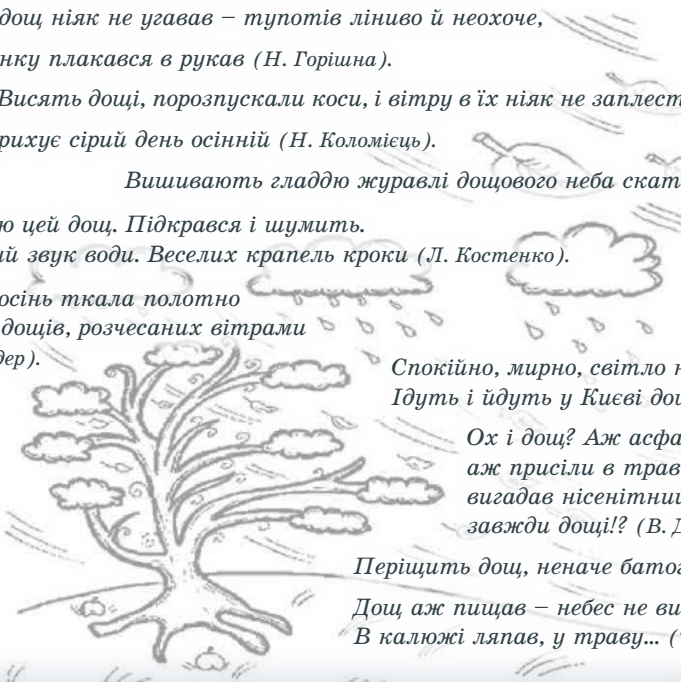 дощ ніяк не угавав – тупотів ліниво й неохоче,
нку плакався в рукав (Н. Горішна).
Висять дощі, порозпускали коси, і вітру в їх ніяк не заплест
рихує сірий день осінній (Н. Коломієць).
Вишивають гладдю журавлі дощового неба скат
ю цей дощ. Підкрався і шумить.
ий звук води. Веселих крапель кроки (Л. Костенко).
осінь ткала полотно
дощів, розчесаних вітрами
дер).
Спокійно, мирно, світло н
Ідуть і йдуть у Києві дощ
Ох і дощ? Аж асфа
аж присіли в трав
вигадав нісенітниц
завжди дощі!? (В. Д
Періщить дощ, неначе батог
Дощ аж пищав – небес не ви
В калюжі ляпав, у траву... (